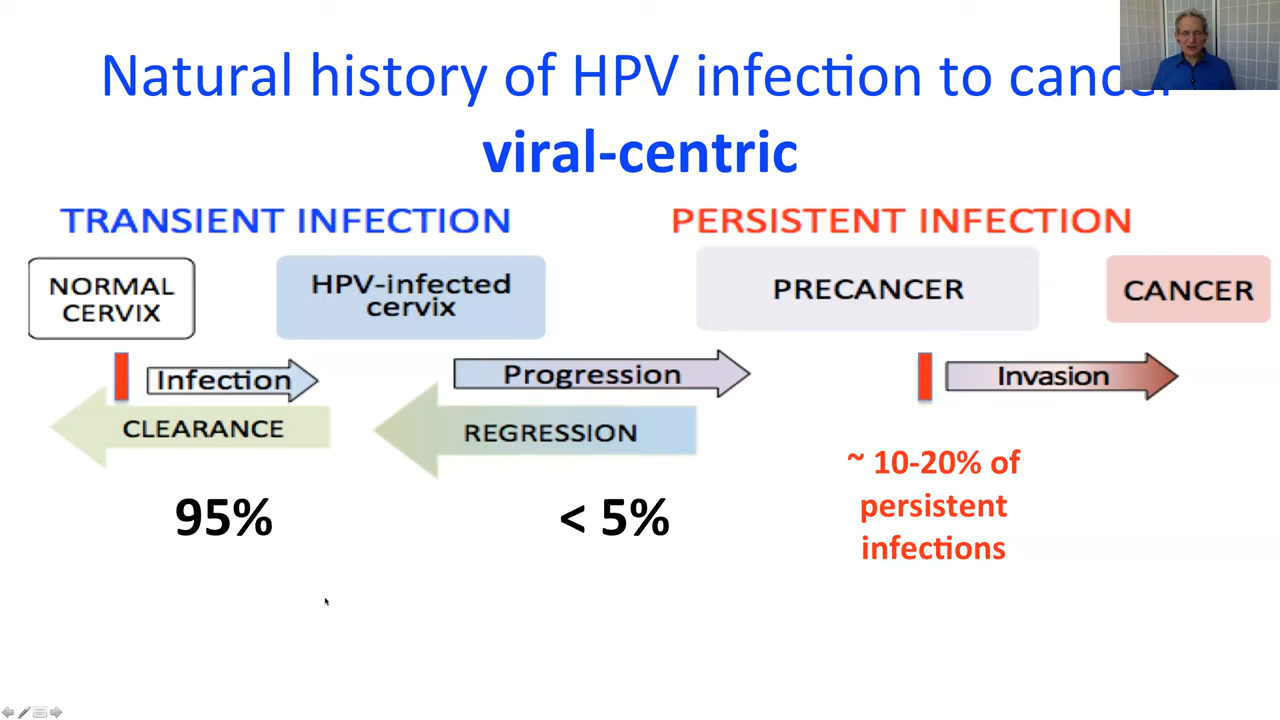 Natural history of HPV infection to cancer
viral-centric
TRANSIENT INFECTION
PERSISTENT INFECTION
NORMAL
CERVIX
HPV-infected
cervix
PRECANCER
CANCER
Infection
Progression
Invasion
CLEARANCE
REGRESSION
95%
< 5%
~ 10-20% of
persistent
infections